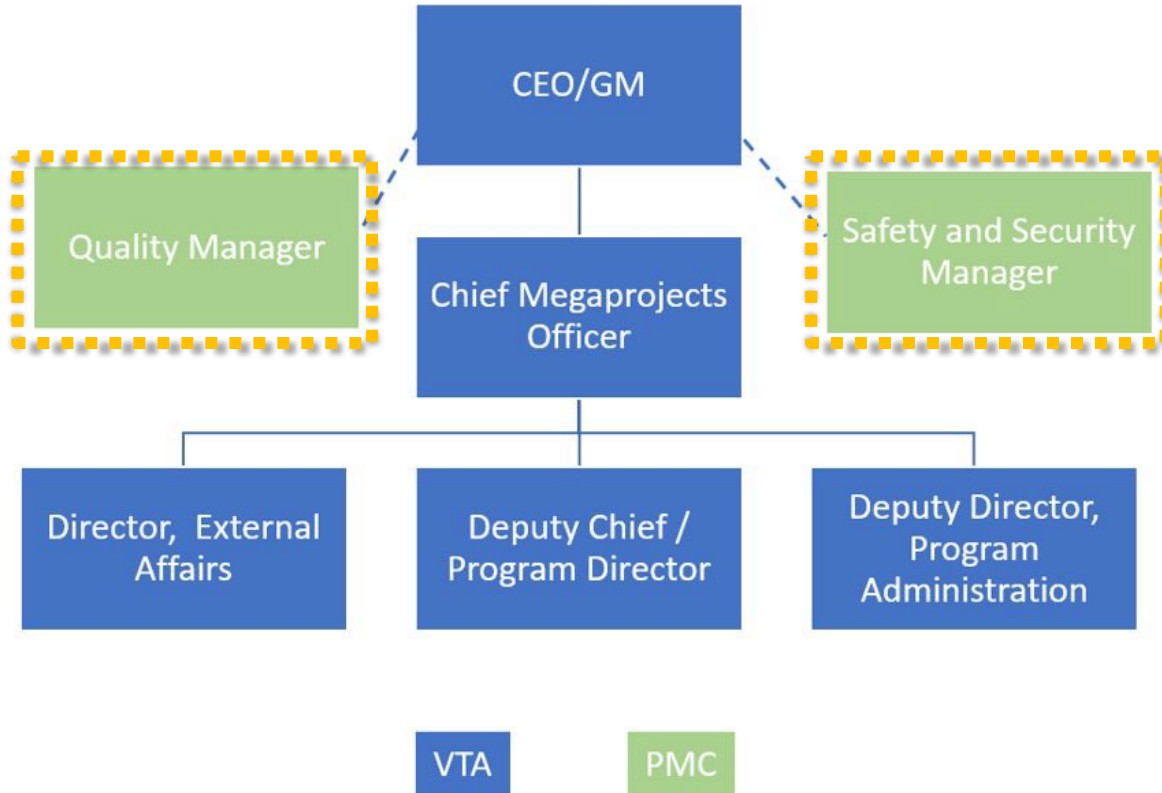 CEO/GM
Quality Manager
Safety and Security
Manager
Chief Megaprojects
Officer
Director, External
Affairs
Deputy Chief /
Program Director
Deputy Director,
Program
Administration
VTA
PMC